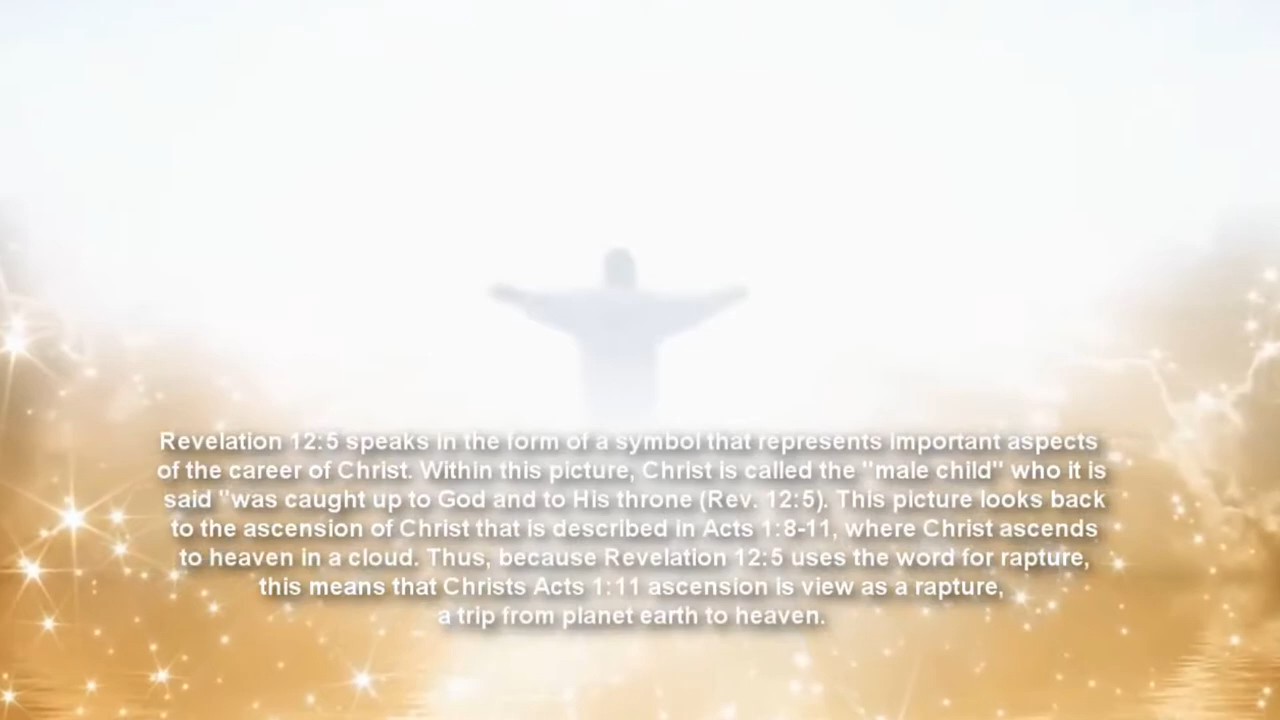 Revelation 12:5 speaks in the form of a symbol that represents important aspects
of the career of Christ. Within this picture, Christ is called the "male child" who it is
said "was caught up to God and to His throne (Rev. 12:5). This picture looks back
to the ascension of Christ that is described in Acts 1:8-11, where Christ ascends
to heaven in a cloud. Thus, because Revelation 12:5 uses the word for rapture,
this means that Christs Acts 1:11 ascension is view as a rapture,
a trip from planet earth to heaven.